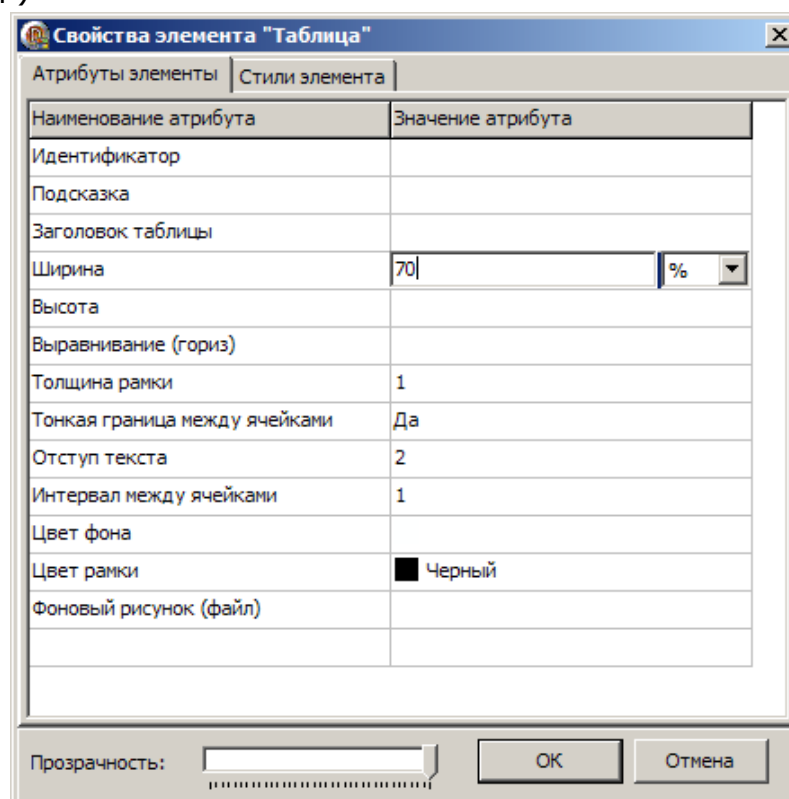 Свойства элемента "Таблица"
Атрибуты элементы Стили элемента
Наименование атрибута Значение атрибута
Идентификатор
Подсказка
Заголовок таблицы
Ширина 70 %
Высота
Выравнивание (гориз)
Толщина рамки 1
Тонкая граница между ячейками Да
Отступ текста 2
Интервал между ячейками 1
Цвет фона
Цвет рамки Черный
Фоновый рисунок (файл)
Прозрачность: ОК Отмена